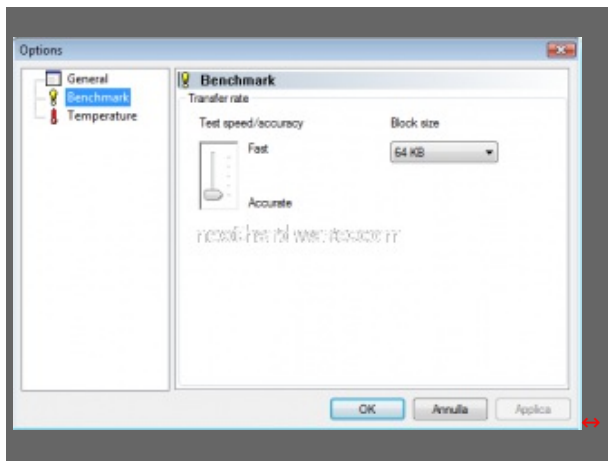 Options
General
Benchmark
Temperature
Benchmark
Transfer rate
Test speed/accuracy
Block size
Fast
64 KB
Accurate
OK
Annulla
Applica